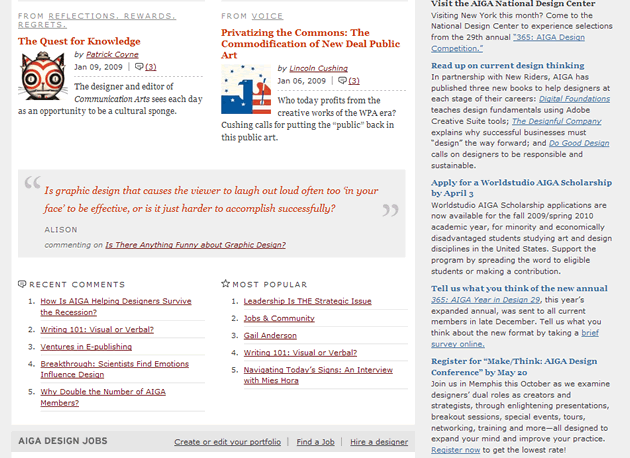 FROM REFLECTIONS. REWARDS.
REGRETS.
The Quest for Knowledge
by Patrick Coyne
Jan 09, 2009 | (3)
The designer and editor of
Communication Arts sees each day
as an opportunity to be a cultural sponge.
FROM VOICE
Privatizing the Commons: The
Commodification of New Deal Public
Art
by Lincoln Cushing
Jan 06, 2009 | (3)
Who today profits from the
creative works of the WPA era?
Cushing calls for putting the “public” back in
this public art.
“Is graphic design that causes the viewer to laugh out loud often too ‘in your
face’ to be effective, or is it just harder to accomplish successfully?”
ALISON
commenting on Is There Anything Funny about Graphic Design?
RECENT COMMENTS
1. How Is AIGA Helping Designers Survive
the Recession?
2. Writing 101: Visual or Verbal?
3. Ventures in E-publishing
4. Breakthrough: Scientists Find Emotions
Influence Design
5. Why Double the Number of AIGA
Members?
MOST POPULAR
1. Leadership Is THE Strategic Issue
2. Jobs & Community
3. Gail Anderson
4. Writing 101: Visual or Verbal?
5. Navigating Today's Signs: An Interview
with Mies Hora
AIGA DESIGN JOBS
Create or edit your portfolio | Find a Job | Hire a designer
Visit the AIGA National Design Center
Visiting New York this month? Come to the
National Design Center to experience selections
from the 29th annual “365: AIGA Design
Competition.”
Read up on current design thinking
In partnership with New Riders, AIGA has
published three new books to help designers at
each stage of their careers: Digital Foundations
teaches design fundamentals using Adobe
Creative Suite tools; The Designful Company
explains why successful businesses must
“design” the way forward; and Do Good Design
calls on designers to be responsible and
sustainable.
Apply for a Worldstudio AIGA Scholarship
by April 3
Worldstudio AIGA Scholarship applications are
now available for the fall 2009/spring 2010
academic year, for minority and economically
disadvantaged students studying art and design
disciplines in the United States. Support the
program by spreading the word to eligible
students or making a contribution.
Tell us what you think of the new annual
365: AIGA Year in Design 29, this year's
expanded annual, was sent to all current
members in late December. Tell us what you
think about the new format by taking a brief
survey online.
Register for “Make/Think: AIGA Design
Conference” by May 20
Join us in Memphis this October as we examine
designers' dual roles as creators and
strategists, through enlightening presentations,
breakout sessions, special events, tours,
networking, training and more—all designed to
expand your mind and improve your practice.
Register now to get the lowest rate!